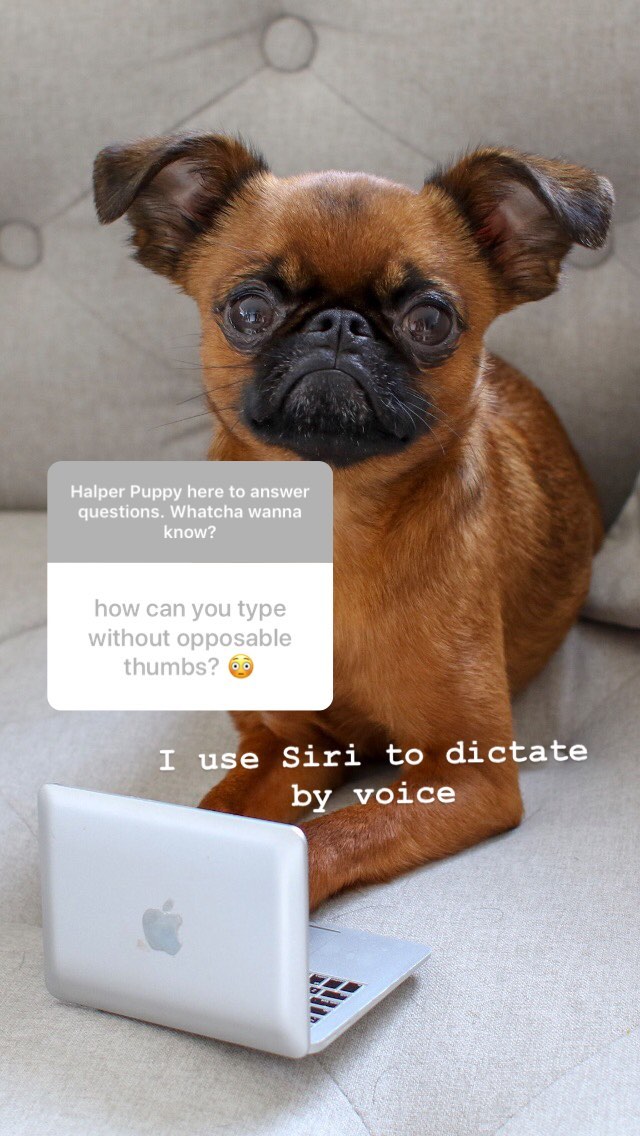 Halper Puppy here to answer
questions. Whatcha wanna
know?
how can you type
without opposable
thumbs? 😳
I use Siri to dictate
by voice